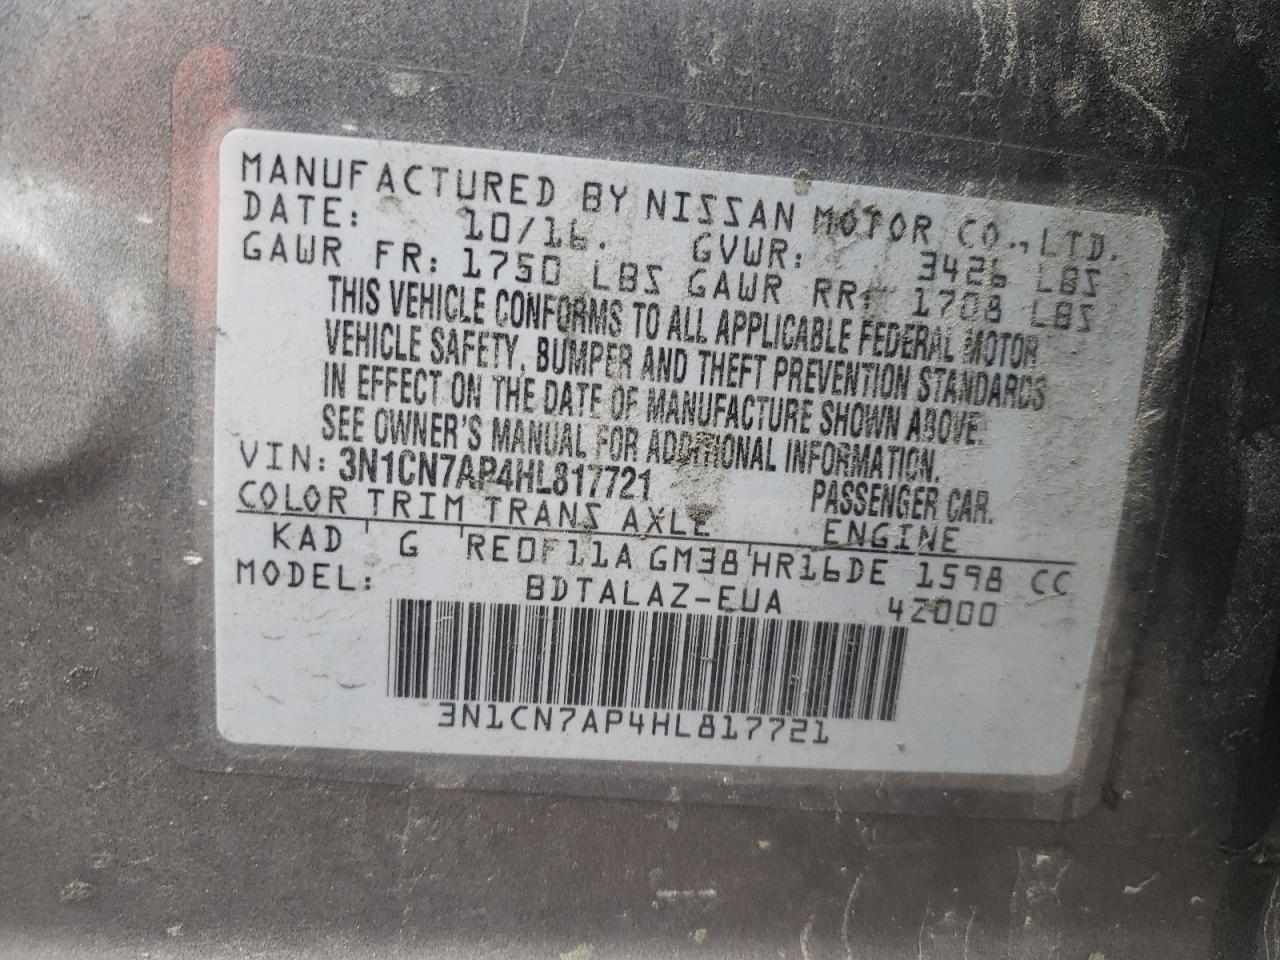 MANUFACTURED BY NISSAN MOTOR CO., LTD.
DATE: 10/16. GVWR: 3426 LBS
GAWR FR: 1750 LBS GAWR RR: 1708 LBS
THIS VEHICLE CONFORMS TO ALL APPLICABLE FEDERAL MOTOR
VEHICLE SAFETY, BUMPER AND THEFT PREVENTION STANDARDS
IN EFFECT ON THE DATE OF MANUFACTURE SHOWN ABOVE.
SEE OWNER'S MANUAL FOR ADDITIONAL INFORMATION.
VIN: 3N1CN7AP4HL817721 PASSENGER CAR.
COLOR TRIM TRANS AXLE ENGINE
KAD G RE0F11A GM38 HR16DE 1598 CC
MODEL: BDTALAZ-EUA 4Z000
3N1CN7AP4HL817721